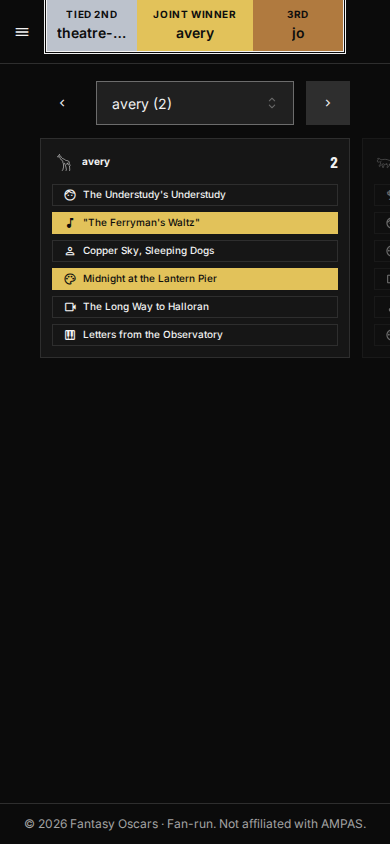 TIED 2ND
theatre-...
JOINT WINNER
avery
3RD
jo
avery (2)
avery
2
The Understudy's Understudy
"The Ferryman's Waltz"
Copper Sky, Sleeping Dogs
Midnight at the Lantern Pier
The Long Way to Halloran
Letters from the Observatory
© 2026 Fantasy Oscars · Fan-run. Not affiliated with AMPAS.